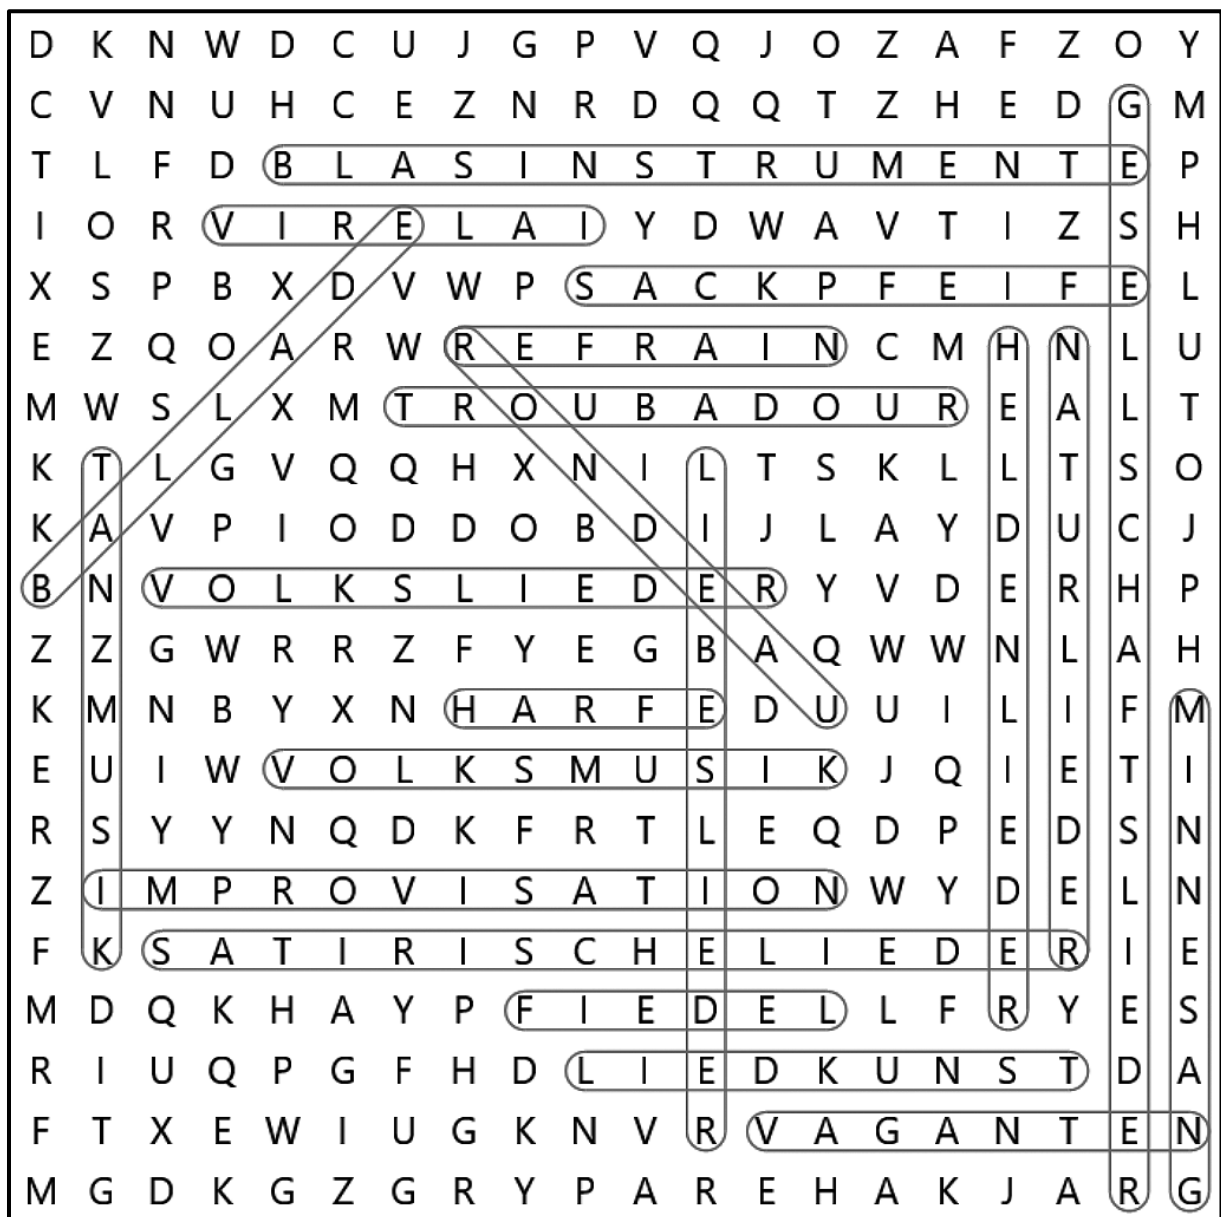 D K N W D C U J G P V Q J O Z A F Z O Y
C V N U H C E Z N R D Q Q T Z H E D G M
T L F D B L A S I N S T R U M E N T E P
I O R V I R E L A I Y D W A V T I Z S H
X S P B X D V W P S A C K P F E I F E L
E Z Q O A R W R E F R A I N C M H N L U
M W S L X M T R O U B A D O U R E A L T
K T L G V Q Q H X N I L T S K L L T S O
K A V P I O D D O B D I J L A Y D U C J
B N V O L K S L I E D E R Y V D E R H P
Z Z G W R R Z F Y E G B A Q W W N L A H
K M N B Y X N H A R F E D U U I L I F M
E U I W V O L K S M U S I K J Q I E T I
R S Y Y N Q D K F R T L E Q D P E D S N
Z I M P R O V I S A T I O N W Y D E L N
F K S A T I R I S C H E L I E D E R I E
M D Q K H A Y P F I E D E L L F R Y E S
R I U Q P G F H D L I E D K U N S T D A
F T X E W I U G K N V R V A G A N T E N
M G D K G Z G R Y P A R E H A K J A R G